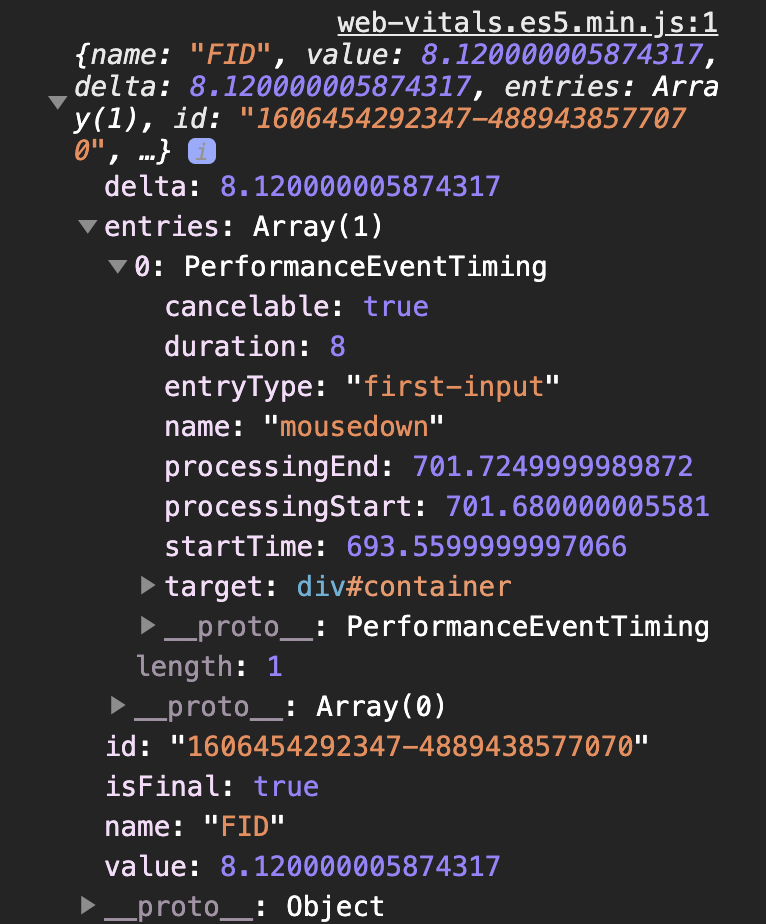 web-vitals.es5.min.js:1
{name: "FID", value: 8.120000005874317,
delta: 8.120000005874317, entries: Arra
y(1), id: "1606454292347-488943857707
0", …} i
delta: 8.120000005874317
entries: Array(1)
0: PerformanceEventTiming
cancelable: true
duration: 8
entryType: "first-input"
name: "mousedown"
processingEnd: 701.7249999989872
processingStart: 701.680000005581
startTime: 693.5599999997066
target: div#container
__proto__: PerformanceEventTiming
length: 1
__proto__: Array(0)
id: "1606454292347-4889438577070"
isFinal: true
name: "FID"
value: 8.120000005874317
__proto__: Object